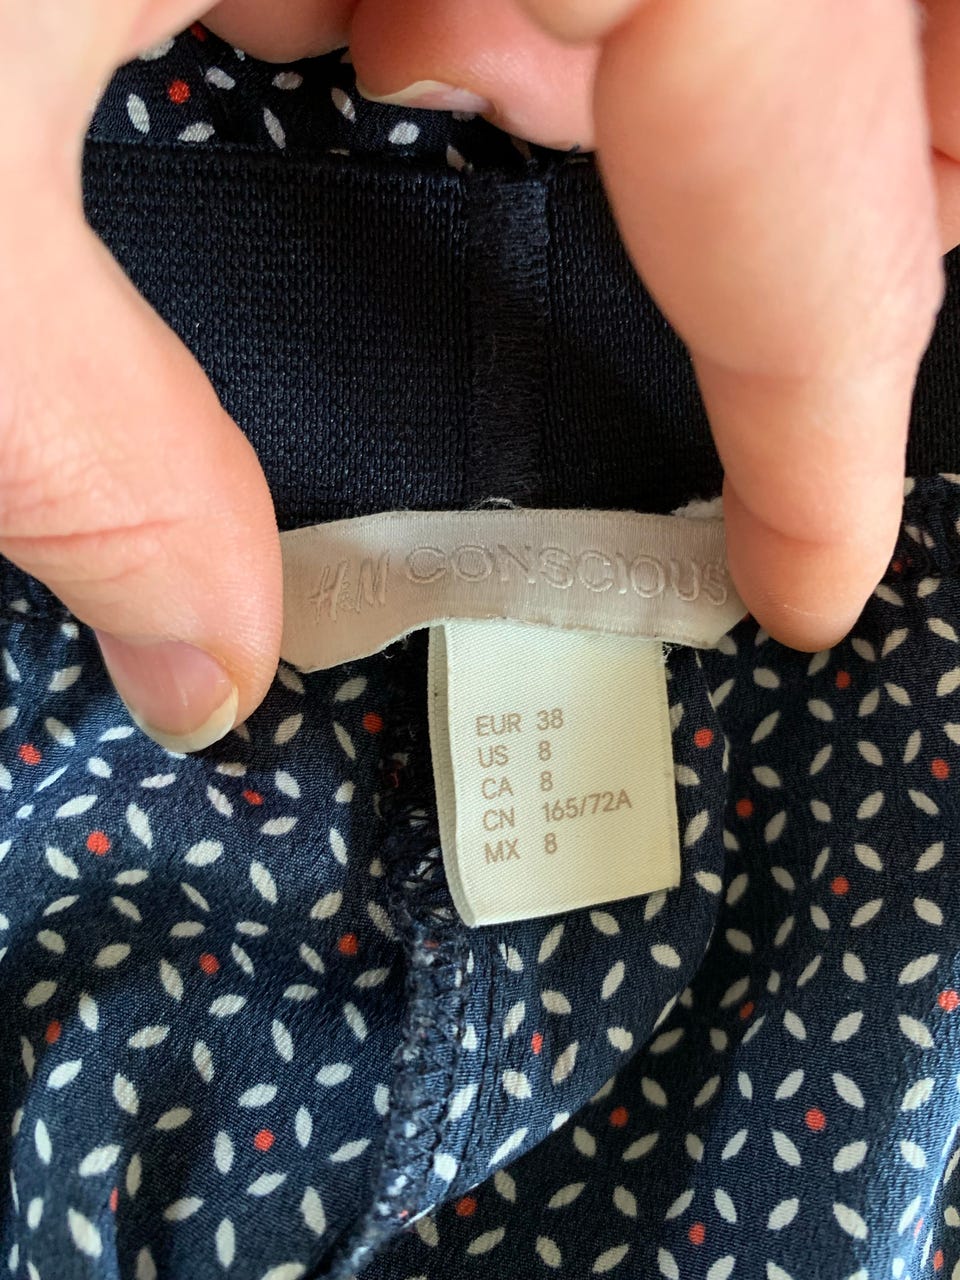 H&M CONSCIOUS
EUR 38
US 8
CA 8
CN 165/72A
MX 8